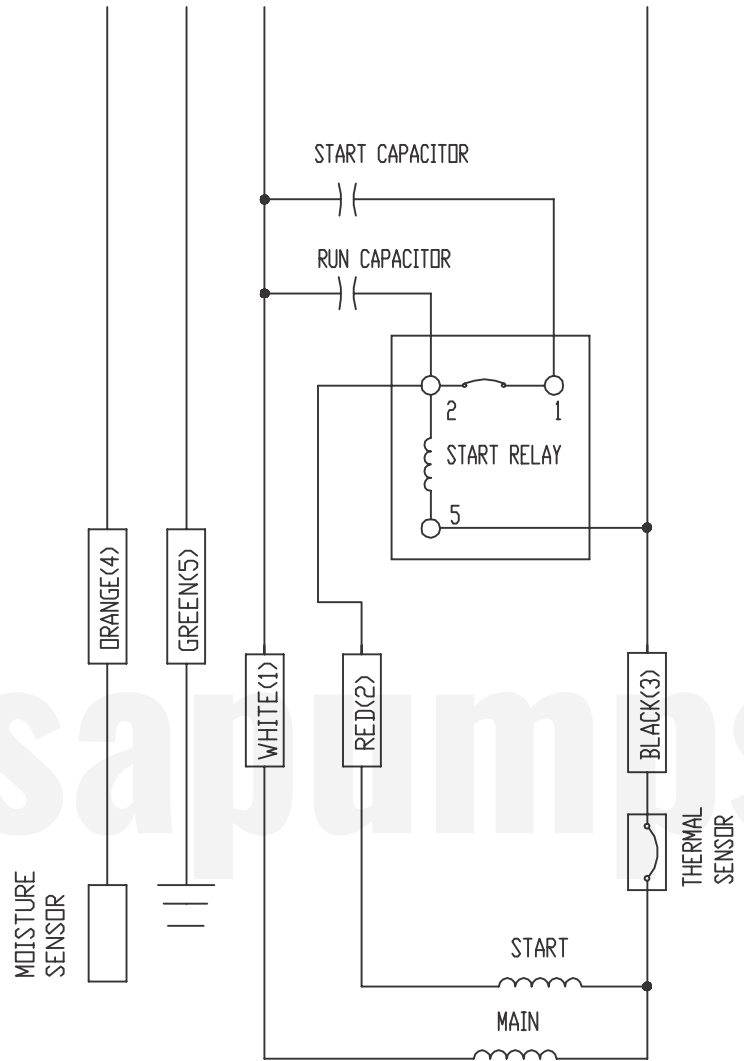 START CAPACITOR
RUN CAPACITOR
2
1
START RELAY
5
ORANGE(4)
GREEN(5)
WHITE(1)
RED(2)
BLACK(3)
THERMAL
SENSOR
MOISTURE
SENSOR
START
MAIN
sapumps